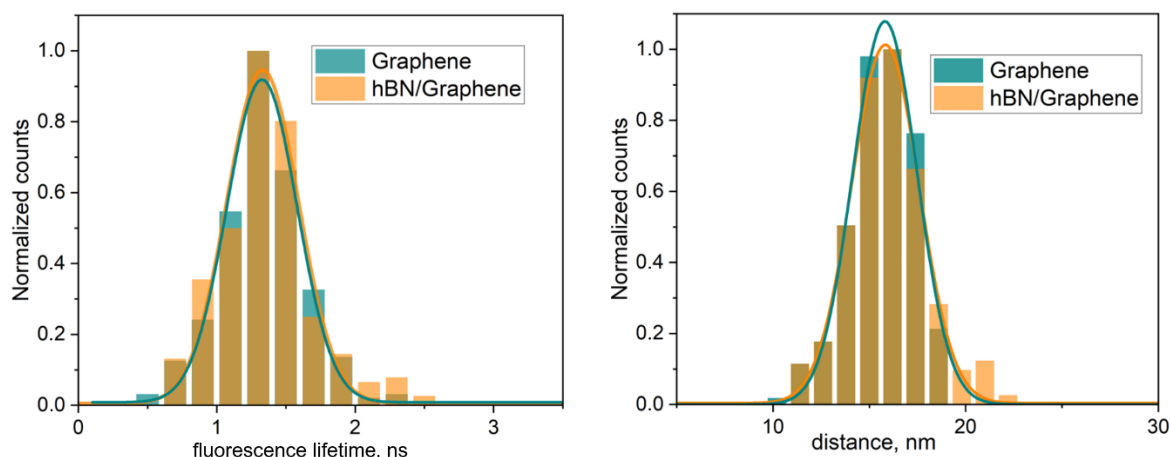 Normalized counts
1.0
0.8
0.6
0.4
0.2
0.0
Graphene
hBN/Graphene
0
1
2
3
fluorescence lifetime, ns
Normalized counts
1.0
0.8
0.6
0.4
0.2
0.0
Graphene
hBN/Graphene
10
20
30
distance, nm